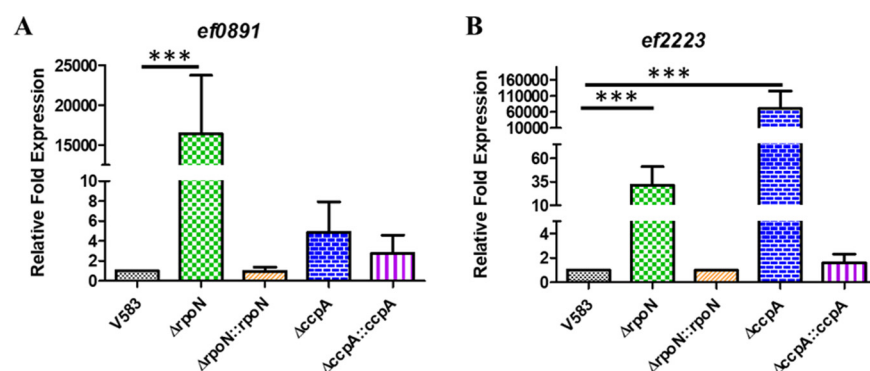 A
ef0891
***
Relative Fold Expression
25000
20000
15000
10
8
6
4
2
0
V583
ΔrpoN
ΔrpoN::rpoN
ΔccpA
ΔccpA::ccpA
B
ef2223
***
***
Relative Fold Expression
160000
110000
60000
10000
60
35
10
4
2
0
V583
ΔrpoN
ΔrpoN::rpoN
ΔccpA
ΔccpA::ccpA